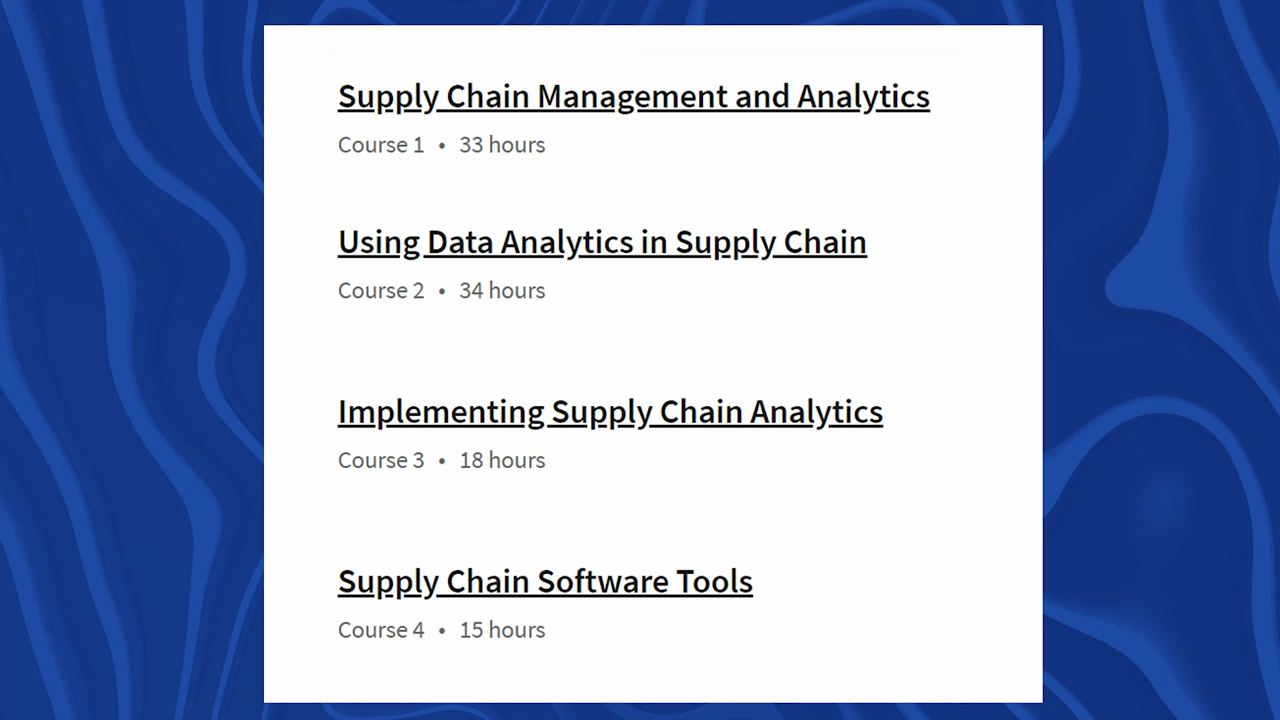 Supply Chain Management and Analytics
Course 1 • 33 hours
Using Data Analytics in Supply Chain
Course 2 • 34 hours
Implementing Supply Chain Analytics
Course 3 • 18 hours
Supply Chain Software Tools
Course 4 • 15 hours